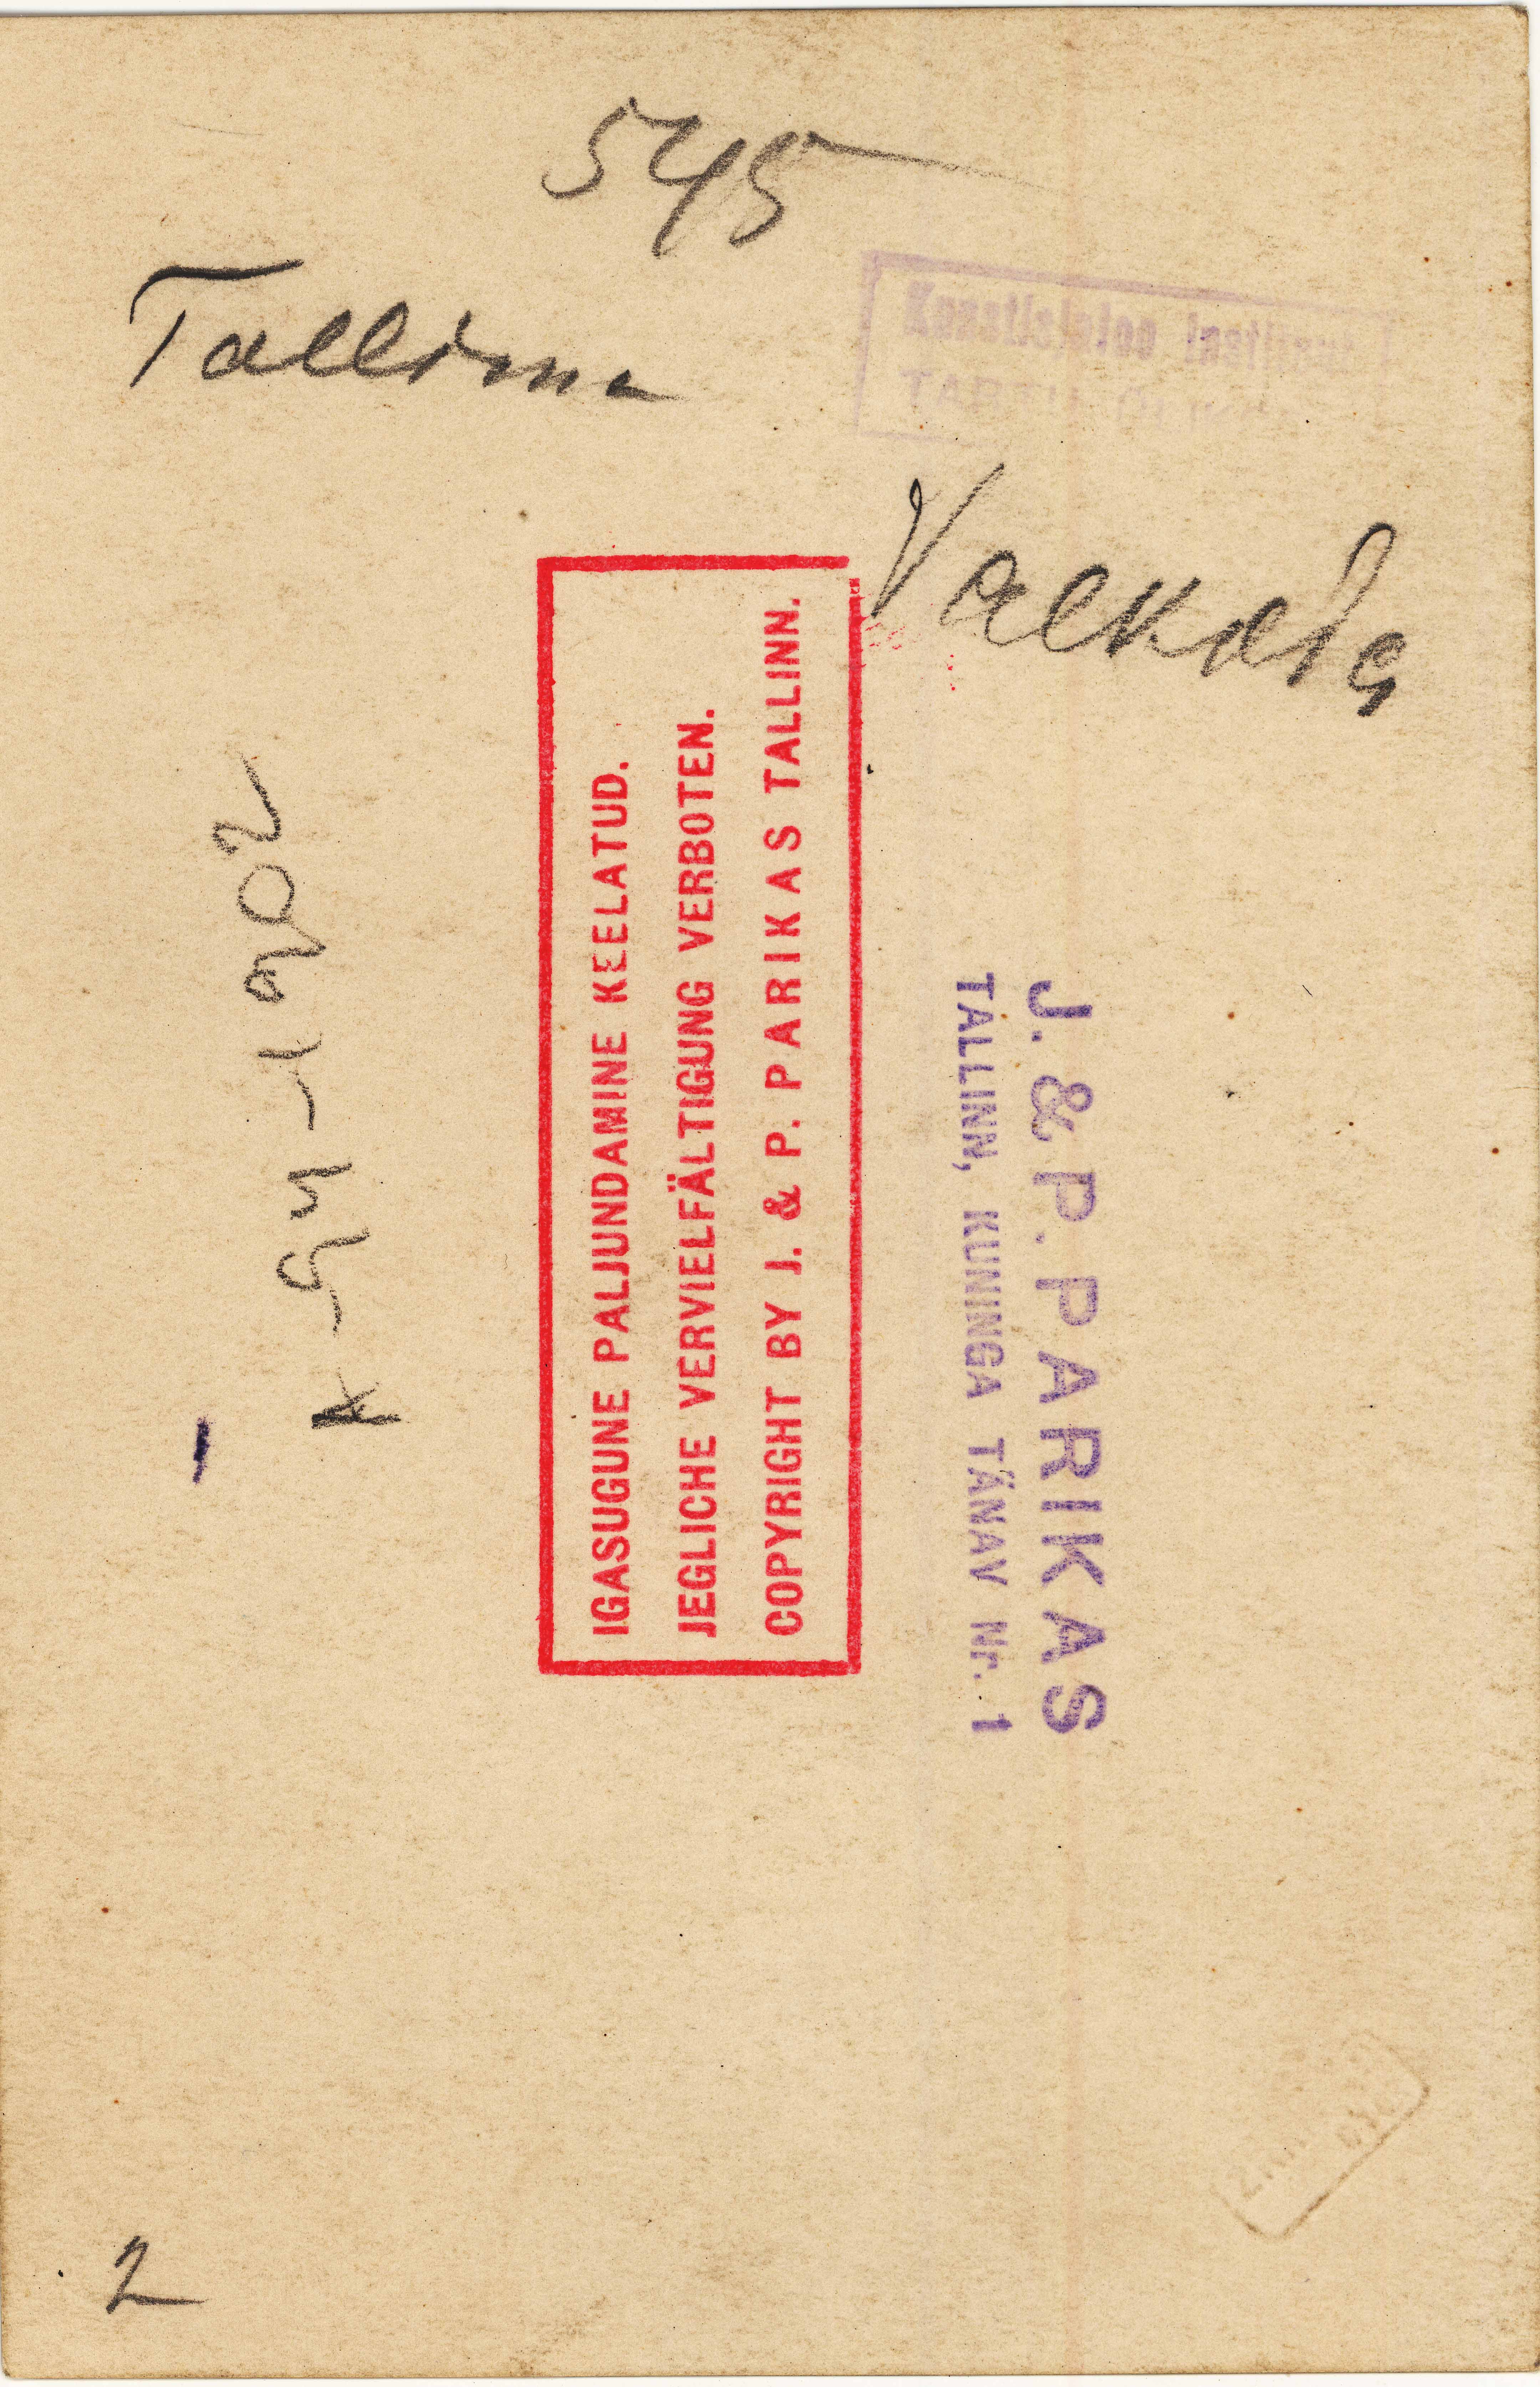 545
Tallinn
TARTU
IGASUGUNE PALJUNDAMINE KEELATUD.
JEGLICHE VERVIELFÄLTIGUNG VERBOTEN.
COPYRIGHT BY J. & P. PARIKAS TALLINN.
J. & P. PARIKAS
TALLINN, KUNINGA TÄNAV Nr. 1
2